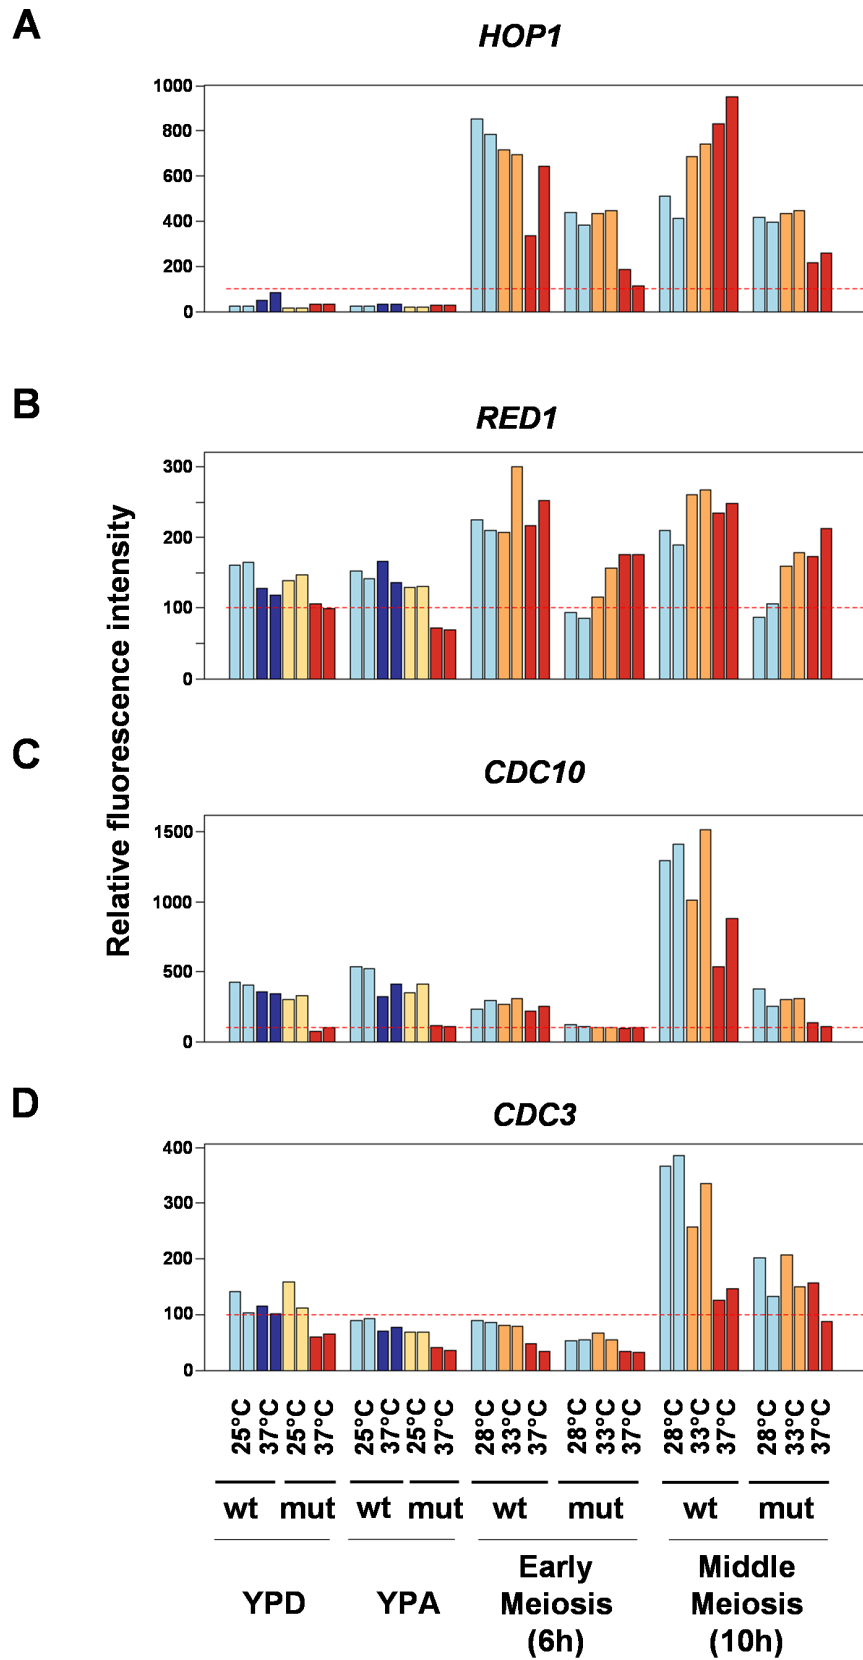 A
HOP1
1000
800
600
400
200
0
B
RED1
300
200
100
0
C
CDC10
1500
1000
500
0
D
CDC3
400
300
200
100
0
Relative fluorescence intensity
25°C 37°C 25°C 37°C 25°C 37°C 25°C 37°C 28°C 33°C 37°C 28°C 33°C 37°C 28°C 33°C 37°C 28°C 33°C 37°C
wt mut wt mut wt mut wt mut
YPD YPA Early Meiosis (6h) Middle Meiosis (10h)